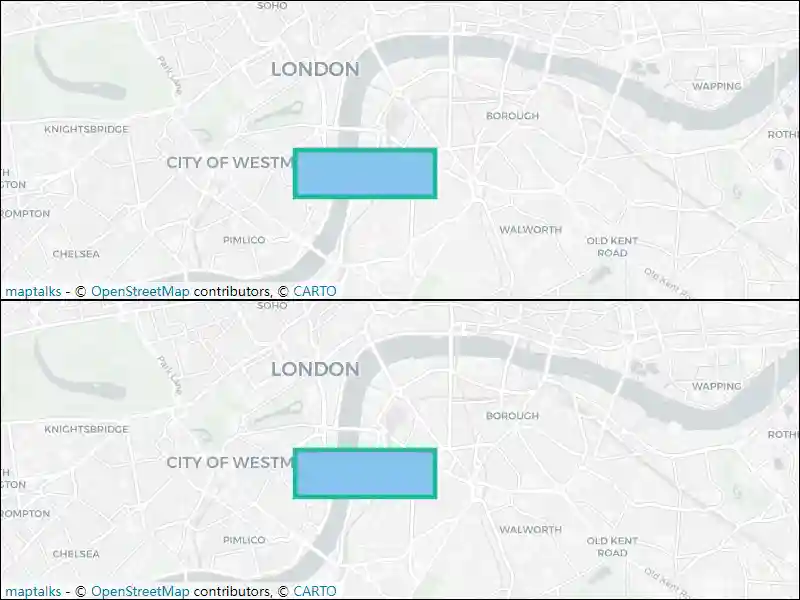 SOHO
Park Lane
LONDON
WAPPING
BOROUGH
KNIGHTSBRIDGE
ROTH
CITY OF WESTM
H
GTON
ROMPTON
WALWORTH
PIMLICO
OLD KENT
ROAD
CHELSEA
Old Kent Ro
maptalks - © OpenStreetMap contributors, © CARTO
SOHO
Park Lane
LONDON
WAPPING
BOROUGH
KNIGHTSBRIDGE
ROTH
CITY OF WESTM
H
GTON
ROMPTON
WALWORTH
PIMLICO
OLD KENT
ROAD
CHELSEA
Old Kent Ro
maptalks - © OpenStreetMap contributors, © CARTO